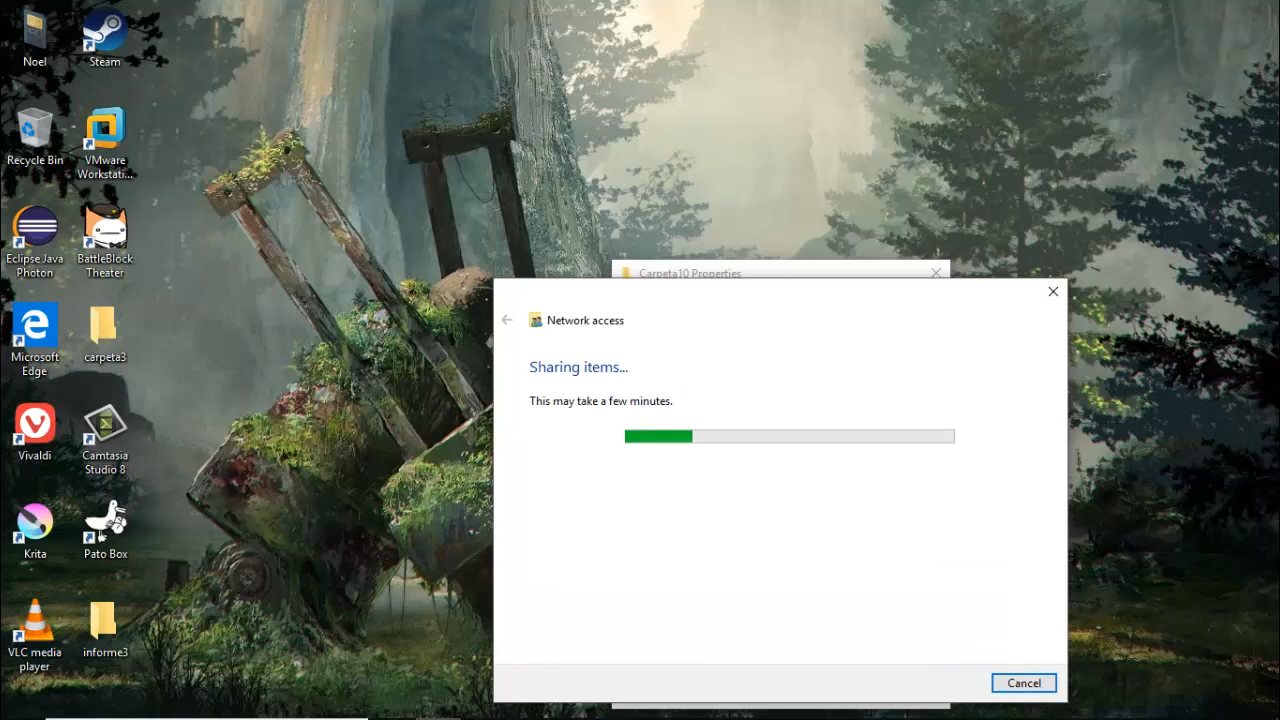 Noel
Steam
Recycle Bin
VMware
Workstati...
Eclipse Java
Photon
BattleBlock
Theater
Microsoft
Edge
carpeta3
Vivaldi
Camtasia
Studio 8
Krita
Pato Box
VLC media
player
informe3
Carpeta10 Properties
Network access
Sharing items...
This may take a few minutes.
Cancel